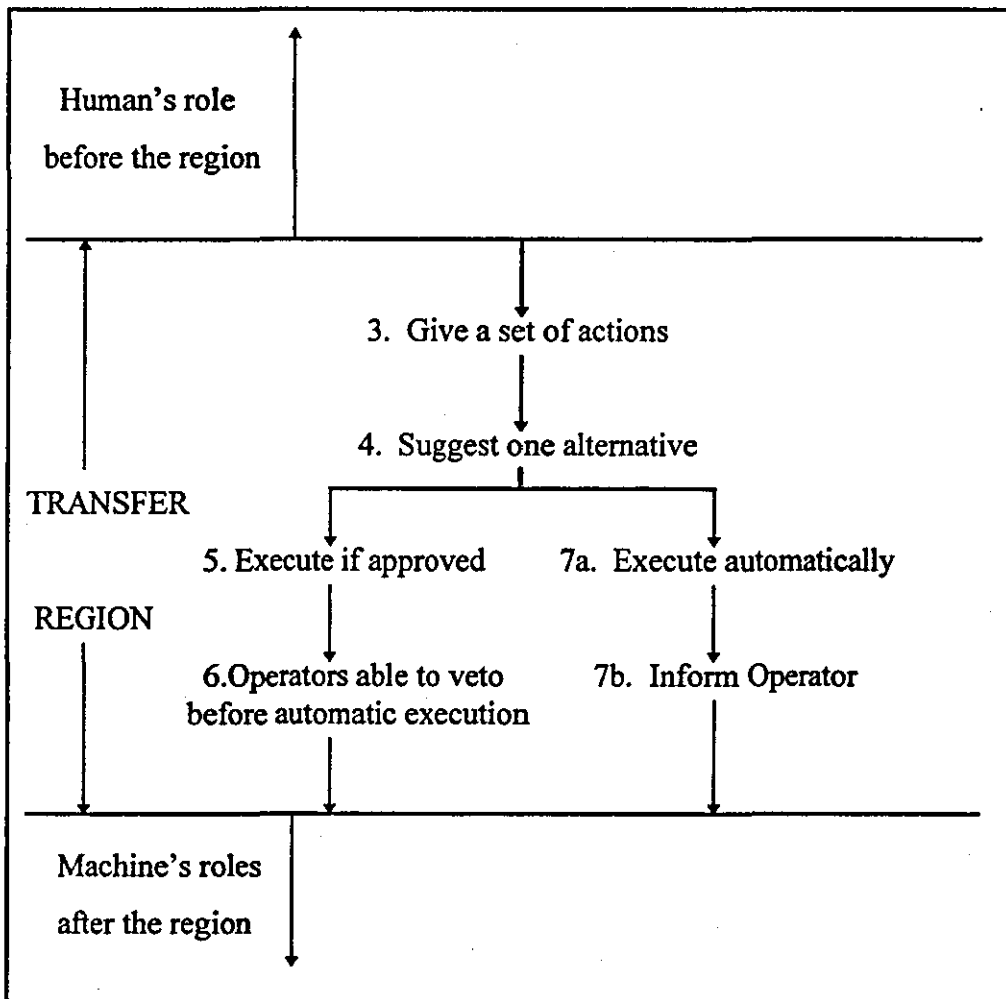 Human's role
before the region
3. Give a set of actions
4. Suggest one alternative
TRANSFER
5. Execute if approved
7a. Execute automatically
REGION
6.Operators able to veto
before automatic execution
7b. Inform Operator
Machine's roles
after the region